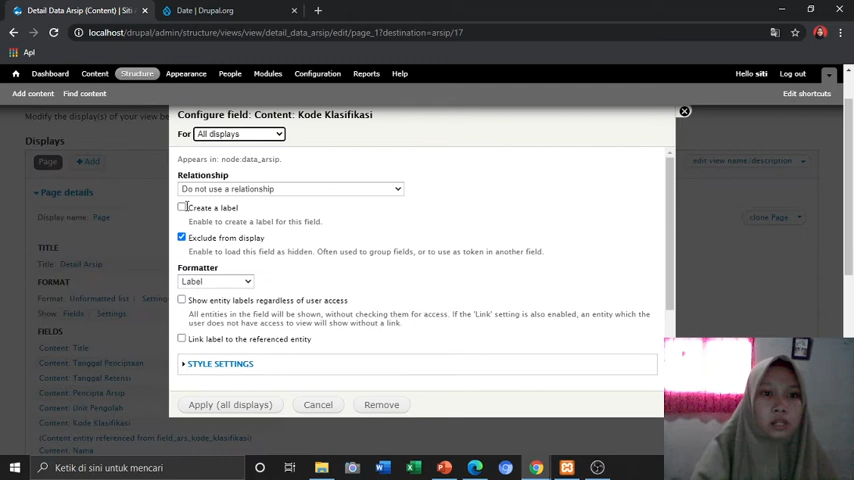 Detail Data Arsip (Content) | Siti
Date | Drupal.org
localhost/drupal/admin/structure/views/view/detail_data_arsip/edit/page_1?destination=arsip/17
Apl
Dashboard Content Structure Appearance People Modules Configuration Reports Help
Hello siti Log out
Add content Find content
Edit shortcuts
Modify the display(s) of your view be
Displays
Page Add
edit view name/description
Page details
Display name: Page
clone Page
TITLE
Title: Detail Arsip
FORMAT
Format: Unformatted list | Setting
Show: Fields | Settings
FIELDS
Content: Title
Content: Tanggal Penciptaan
Content: Tanggal Retensi
Content: Pencipta Arsip
Content: Unit Pengolah
Content: Kode Klasifikasi
(Content entity referenced from field_ars_kode_klasifikasi)
Content: Nama
Configure field: Content: Kode Klasifikasi
For All displays
Appears in: node:data_arsip.
Relationship
Do not use a relationship
Create a label
Enable to create a label for this field.
Exclude from display
Enable to load this field as hidden. Often used to group fields, or to use as token in another field.
Formatter
Label
Show entity labels regardless of user access
All entities in the field will be shown, without checking them for access. If the 'Link' setting is also enabled, an entity which the
user does not have access to view will show without a link.
Link label to the referenced entity
STYLE SETTINGS
Apply (all displays) Cancel Remove
Ketik di sini untuk mencari